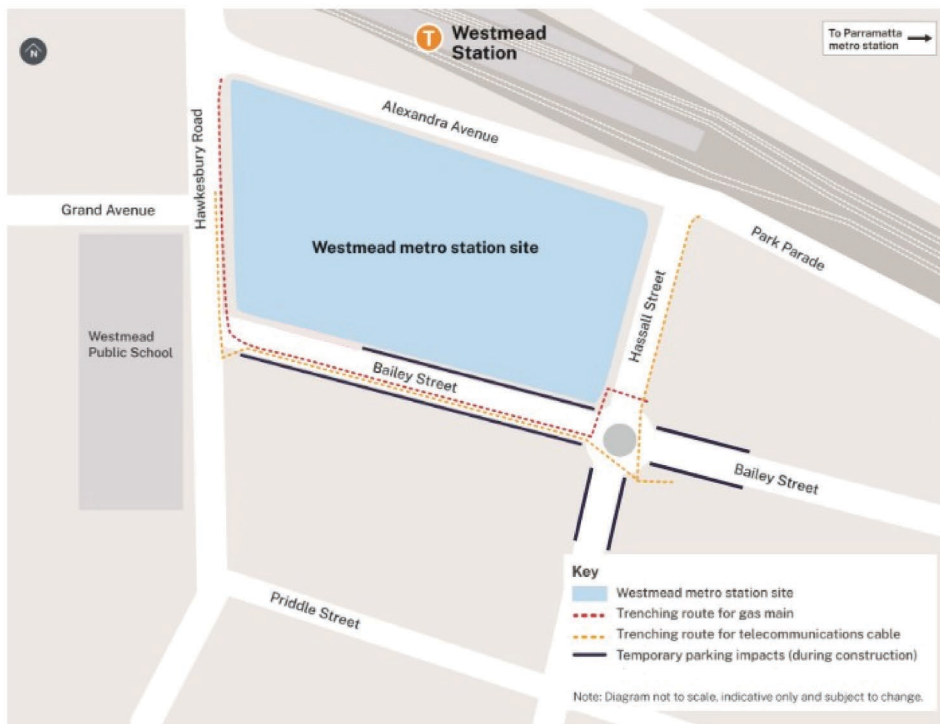 N
T
Westmead
Station
To Parramatta
metro station
Alexandra Avenue
Hawkesbury Road
Grand Avenue
Westmead metro station site
Park Parade
Hassall Street
Westmead
Public School
Bailey Street
Bailey Street
Priddle Street
Key
Westmead metro station site
Trenching route for gas main
Trenching route for telecommunications cable
Temporary parking impacts (during construction)
Note: Diagram not to scale, indicative only and subject to change.